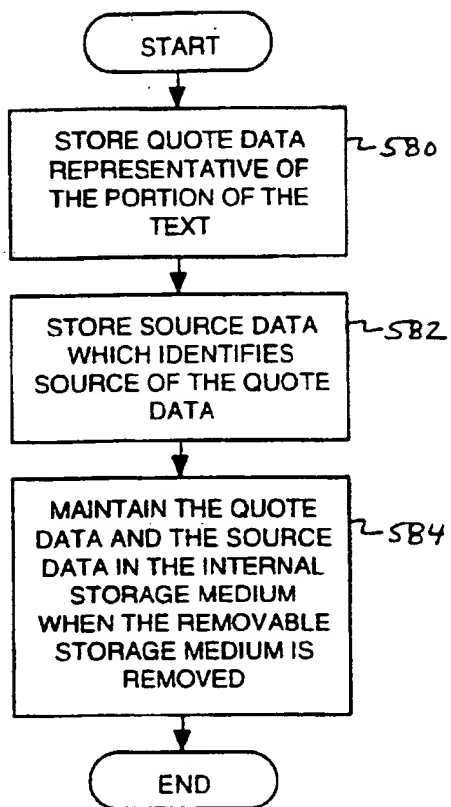 START
STORE QUOTE DATA
REPRESENTATIVE OF
THE PORTION OF THE
TEXT
580
STORE SOURCE DATA
WHICH IDENTIFIES
SOURCE OF THE QUOTE
DATA
582
MAINTAIN THE QUOTE
DATA AND THE SOURCE
DATA IN THE INTERNAL
STORAGE MEDIUM
WHEN THE REMOVABLE
STORAGE MEDIUM IS
REMOVED
584
END